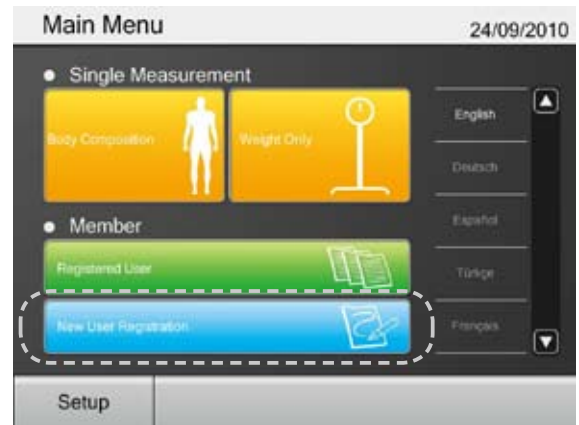 Main Menu
24/09/2010
Single Measurement
Body Composition
Weight Only
Member
Registered User
New User Registration
English
Deutsch
Español
Türkçe
Français
Setup